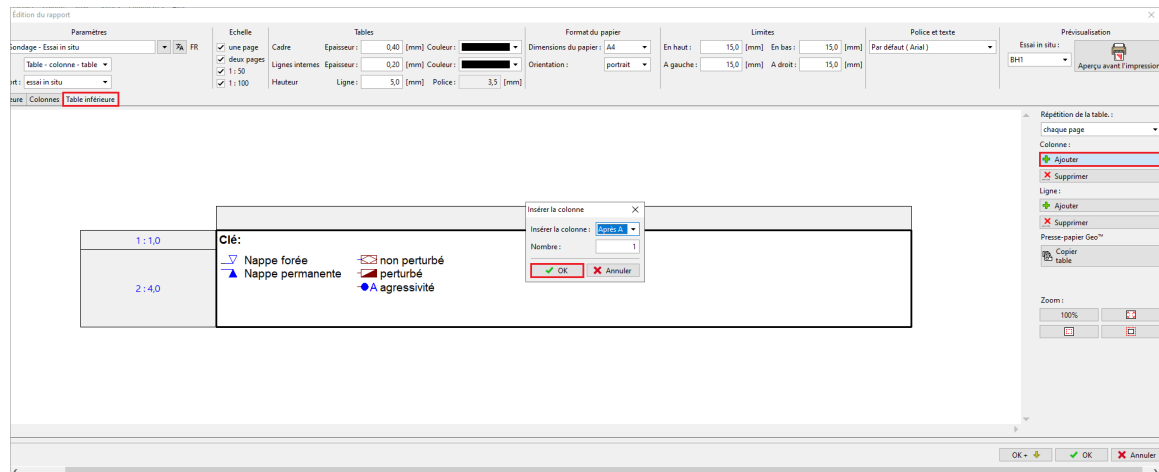 Edition du rapport
Paramètres Echelle Tables Format du papier Limites Police et texte Prévisualisation
Sondage - Essai in situ FR une page Cadre Epaisseur : 0,40 [mm] Couleur : Dimensions du papier : A4 En haut : 15,0 [mm] En bas : 15,0 [mm] Par défaut ( Arial ) Essai in situ :
Table - colonne - table deux pages Lignes internes Epaisseur : 0,20 [mm] Couleur : Orientation : portrait A gauche : 15,0 [mm] A droit : 15,0 [mm] BH1 Aperçu avant l'impression
essai in situ 1 : 50
1 : 100 Hauteur Ligne : 5,0 [mm] Police : 3,5 [mm]
Colonnes Table inférieure
Répétition de la table. :
chaque page
Colonne :
Ajouter
Supprimer
Ligne :
Ajouter
Supprimer
Presse-papier Geo™
Copier
table
Zoom :
100%
Insérer la colonne
Insérer la colonne : Après A
Nombre : 1
OK Annuler
1 : 1,0 Clé:
Nappe forée non perturbé
Nappe permanente perturbé
2 : 4,0 A agressivité
OK + OK Annuler